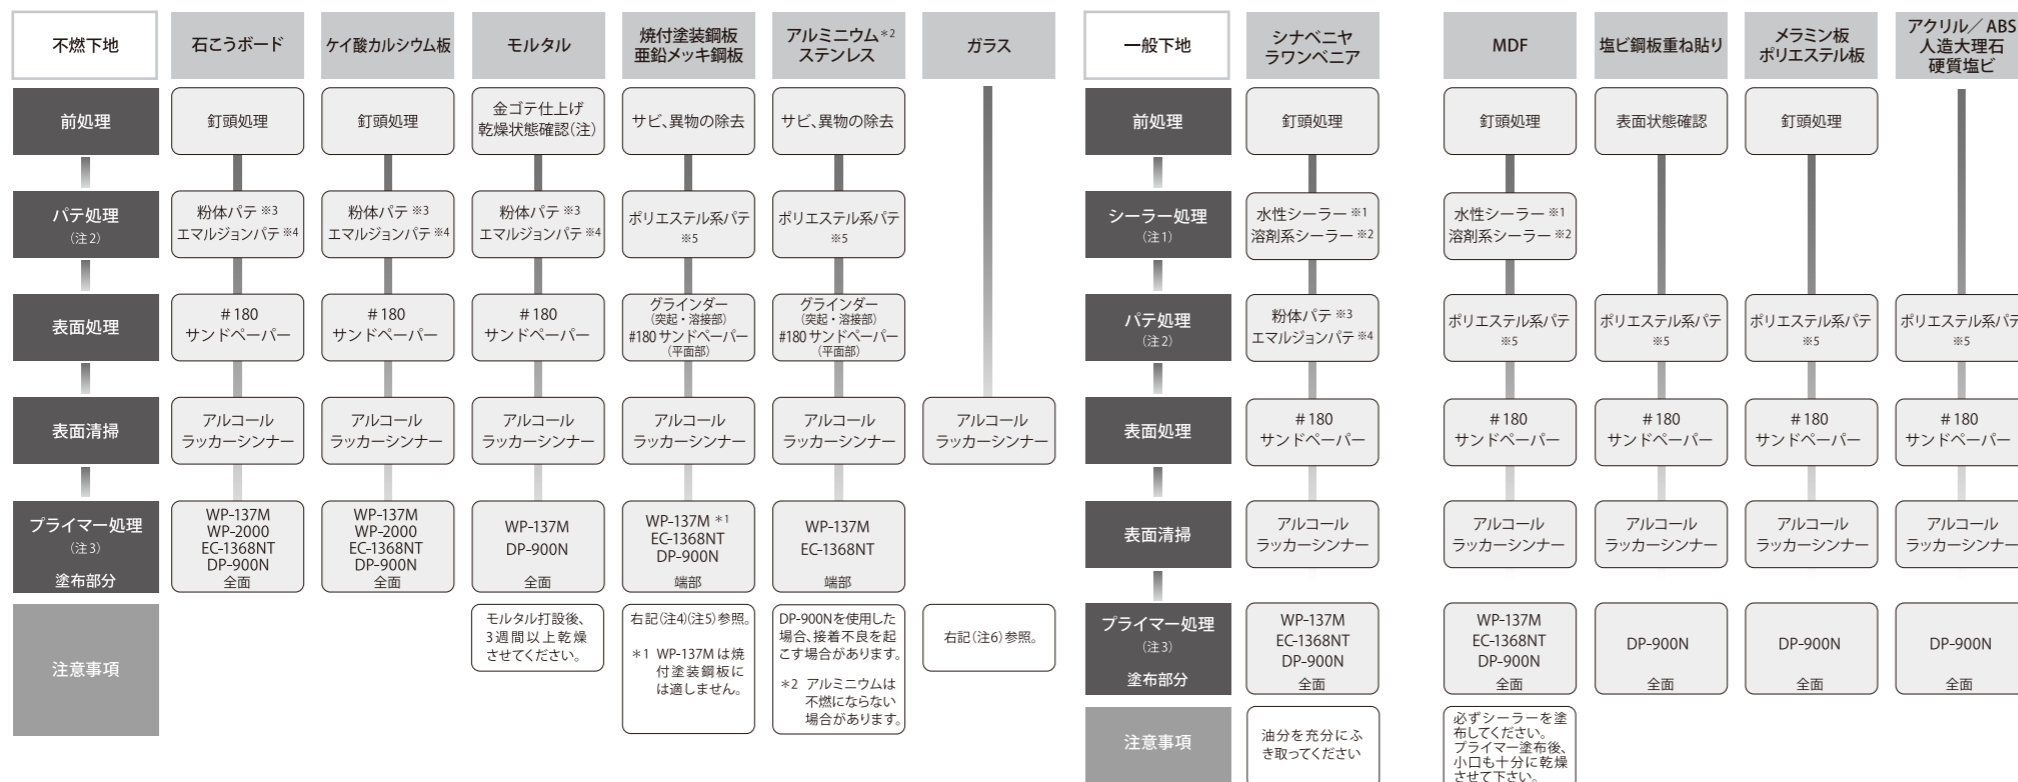 不燃下地
石こうボード
ケイ酸カルシウム板
モルタル
焼付塗装鋼板
亜鉛メッキ鋼板
アルミニウム*2
ステンレス
ガラス
前処理
釘頭処理
釘頭処理
金ゴテ仕上げ
乾燥状態確認(注)
サビ、異物の除去
サビ、異物の除去
パテ処理
(注2)
粉体パテ ※3
エマルジョンパテ ※4
粉体パテ ※3
エマルジョンパテ ※4
粉体パテ ※3
エマルジョンパテ ※4
ポリエステル系パテ
※5
ポリエステル系パテ
※5
表面処理
#180
サンドペーパー
#180
サンドペーパー
#180
サンドペーパー
グラインダー
(突起・溶接部)
#180 サンドペーパー
(平面部)
グラインダー
(突起・溶接部)
#180 サンドペーパー
(平面部)
表面清掃
アルコール
ラッカーシンナー
アルコール
ラッカーシンナー
アルコール
ラッカーシンナー
アルコール
ラッカーシンナー
アルコール
ラッカーシンナー
アルコール
ラッカーシンナー
プライマー処理
(注3)
塗布部分
WP-137M
WP-2000
EC-1368NT
DP-900N
全面
WP-137M
WP-2000
EC-1368NT
DP-900N
全面
WP-137M
DP-900N
全面
WP-137M *1
EC-1368NT
DP-900N
端部
WP-137M
EC-1368NT
端部
注意事項
モルタル打設後、
3週間以上乾燥
させてください。
右記(注4)(注5)参照。
*1 WP-137M は焼
付塗装鋼板に
は適しません。
DP-900Nを使用した
場合、接着不良を起
こす場合があります。
*2 アルミニウムは
不燃にならない
場合があります。
右記(注6)参照。
一般下地
シナベニヤ
ラワンベニア
MDF
塩ビ鋼板重ね貼り
メラミン板
ポリエステル板
アクリル/ABS
人造大理石
硬質塩ビ
前処理
釘頭処理
釘頭処理
表面状態確認
釘頭処理
シーラー処理
(注1)
水性シーラー ※1
溶剤系シーラー ※2
水性シーラー ※1
溶剤系シーラー ※2
パテ処理
(注2)
粉体パテ ※3
エマルジョンパテ ※4
ポリエステル系パテ
※5
ポリエステル系パテ
※5
ポリエステル系パテ
※5
ポリエステル系パテ
※5
表面処理
#180
サンドペーパー
#180
サンドペーパー
#180
サンドペーパー
#180
サンドペーパー
#180
サンドペーパー
表面清掃
アルコール
ラッカーシンナー
アルコール
ラッカーシンナー
アルコール
ラッカーシンナー
アルコール
ラッカーシンナー
アルコール
ラッカーシンナー
プライマー処理
(注3)
塗布部分
WP-137M
EC-1368NT
DP-900N
全面
WP-137M
EC-1368NT
DP-900N
全面
DP-900N
全面
DP-900N
全面
DP-900N
全面
注意事項
油分を充分にふ
き取ってください
必ずシーラーを塗
布してください。
プライマー塗布後、
小口も十分に乾燥
させて下さい。